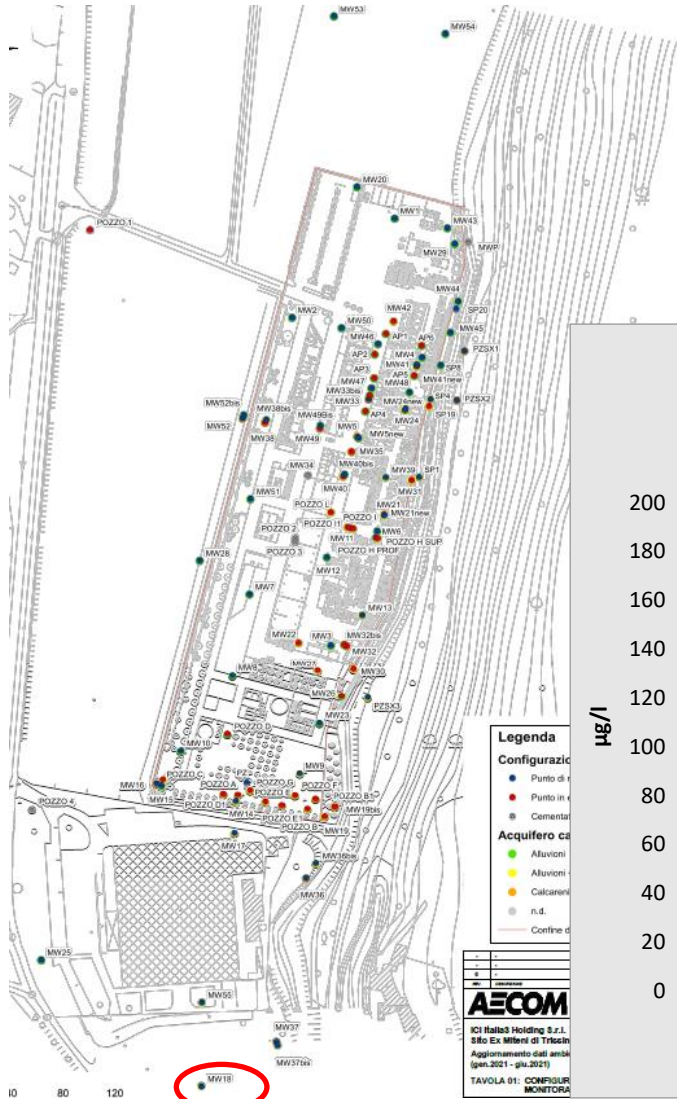 MW53
MW54
MW20
MW1
MW43
POZZO 1
MW29
MWP
MW44
SP20
MW2
MW42
MW50
MW45
AP1
MW46
AP6
PZSX1
AP2
MW4
SP8
MW41
AP3
AP5
MW41new
MW47
MW48
MW33bis
SP4
PZSX2
MW33
MW24new
MW52bis
MW38bis
AP4
MW24
SP19
MW52
MW49Bis
MW5
MW38
MW49
MW5new
MW35
MW34
MW40bis
MW39
SP1
MW40
MW31
MW51
POZZO L
MW21
POZZO I1
POZZO I
MW21new
POZZO 2
MW11
MW6
POZZO H SUP
POZZO 3
POZZO H PROF
MW28
MW12
MW7
MW13
MW22
MW3
MW32bis
MW32
MW8
MW27
MW30
MW26
PZSX3
MW23
POZZO D
MW10
MW9
POZZO C
PZ
POZZO G
MW16
POZZO A
POZZO E
POZZO F
MW15
POZZO B1
POZZO 4
POZZO D1
MW19bis
MW14
POZZO E1
POZZO B
MW19
MW17
MW36bis
MW36
MW25
MW55
MW37
MW37bis
MW18
80
120
Legenda
Configurazio
Punto di r
Punto in e
Cementat
Acquifero ca
Alluvioni
Alluvioni
Calcareni
n.d.
Confine d
AECOM
ICI Italia3 Holding S.r.l.
Sito Ex Miteni di Trissin
Aggiornamento dati ambie
(gen.2021 - giu.2021)
TAVOLA 01: CONFIGUR
MONITORA
µg/l
200
180
160
140
120
100
80
60
40
20
0